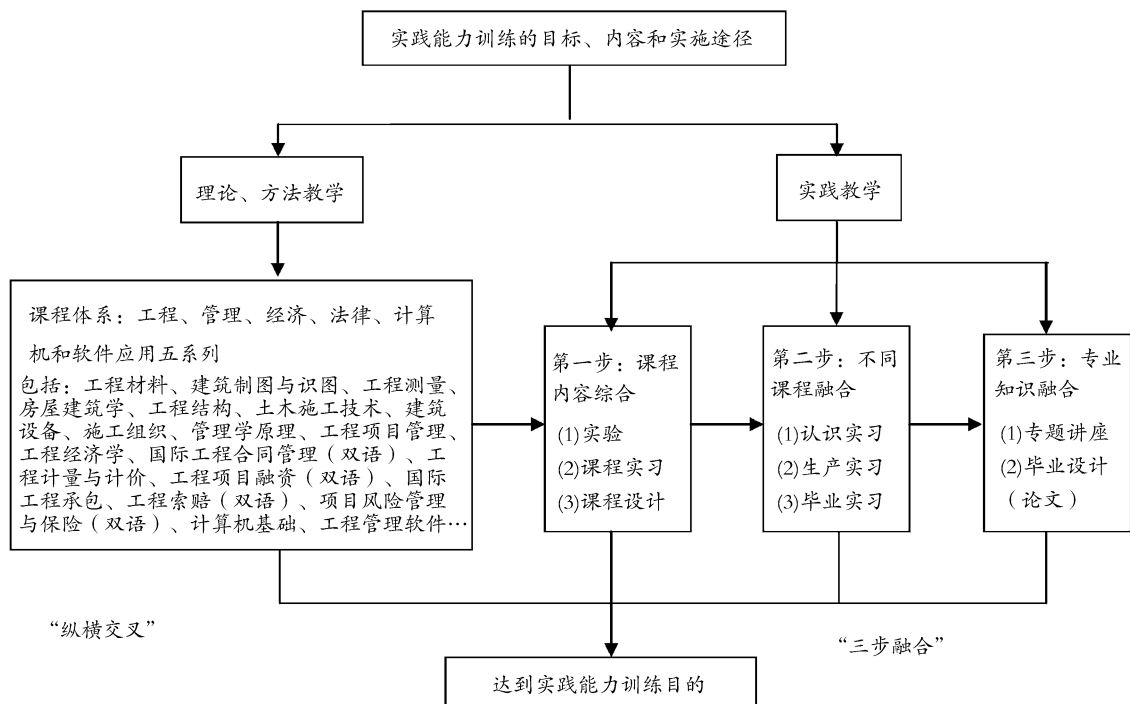 实践能力训练的目标、内容和实施途径
理论、方法教学
实践教学
课程体系：工程、管理、经济、法律、计算
机和软件应用五系列
包括：工程材料、建筑制图与识图、工程测量、
房屋建筑学、工程结构、土木施工技术、建筑
设备、施工组织、管理学原理、工程项目管理、
工程经济学、国际工程合同管理（双语）、工
程计量与计价、工程项目融资（双语）、国际
工程承包、工程索赔（双语）、项目风险管理
与保险（双语）、计算机基础、工程管理软件…
第一步：课程
内容综合
(1)实验
(2)课程实习
(3)课程设计
第二步：不同
课程融合
(1)认识实习
(2)生产实习
(3)毕业实习
第三步：专业
知识融合
(1)专题讲座
(2)毕业设计
（论文）
“纵横交叉”
“三步融合”
达到实践能力训练目的